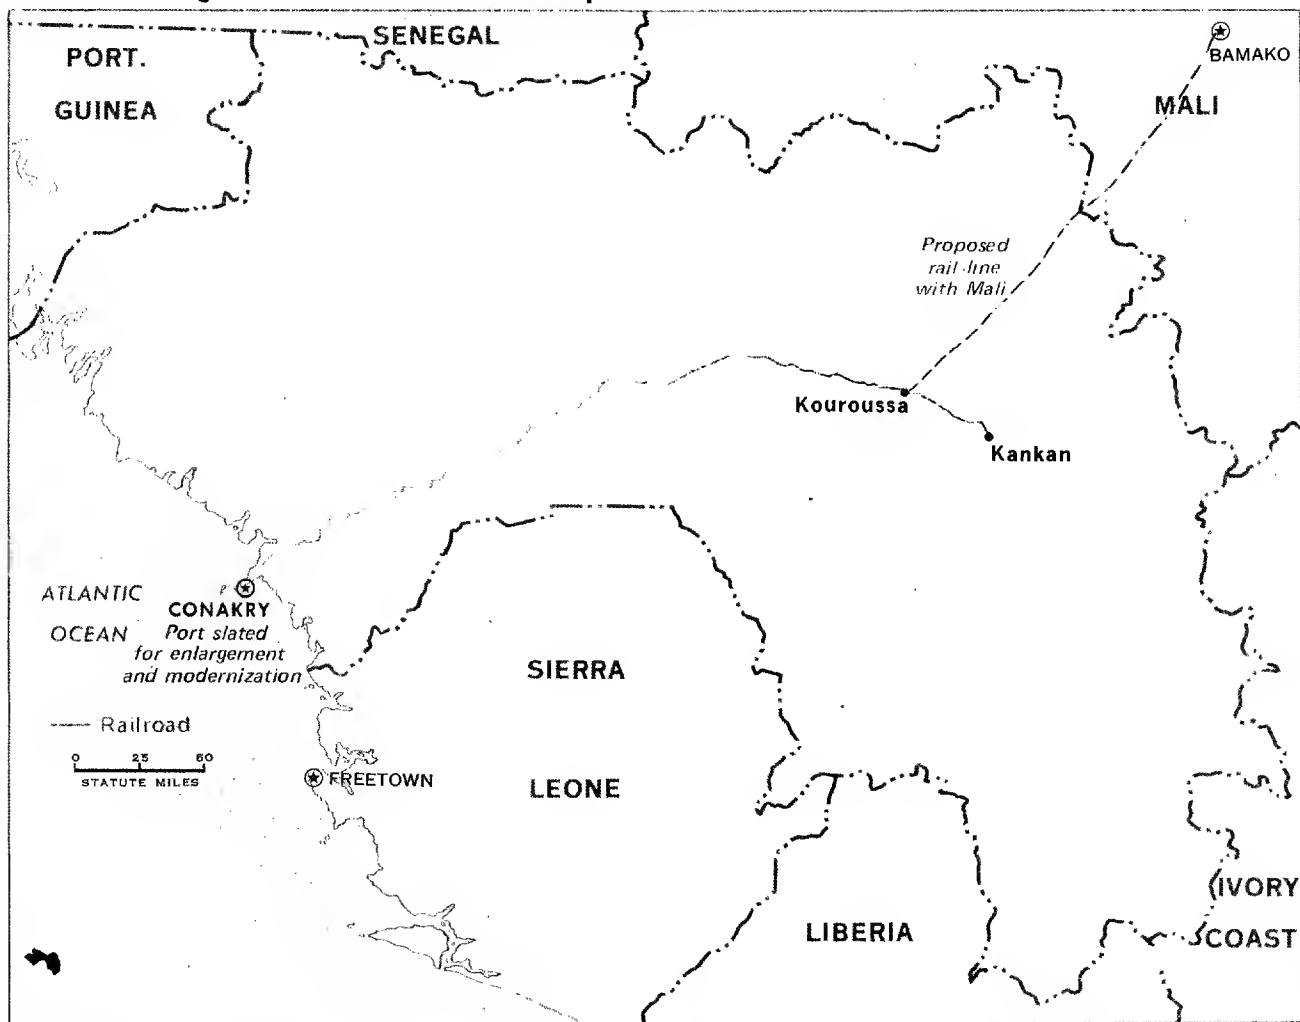 SENEGAL
PORT.
GUINEA
BAMAKO
MALI
Proposed
rail line
with Mali
Kouroussa
Kankan
ATLANTIC
OCEAN
CONAKRY
Port slated
for enlargement
and modernization
SIERRA
LEONE
Railroad
0 25 50
STATUTE MILES
FREETOWN
LIBERIA
IVORY
COAST